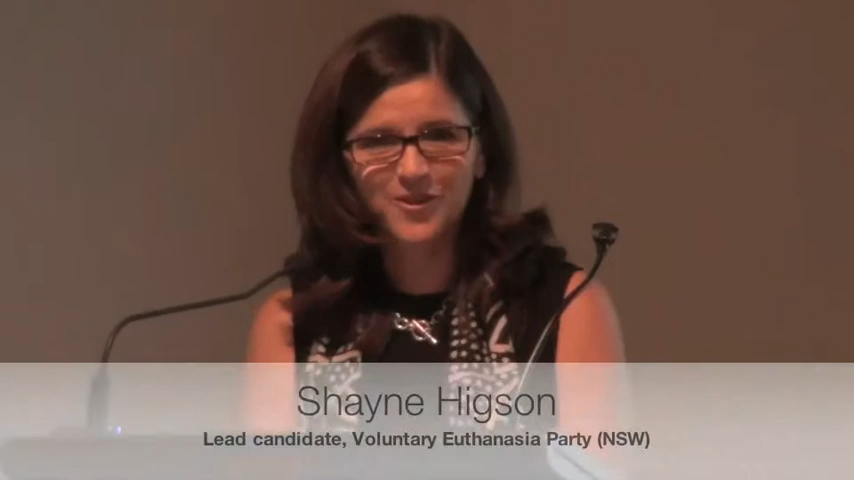 Shayne Higson
Lead candidate, Voluntary Euthanasia Party (NSW)